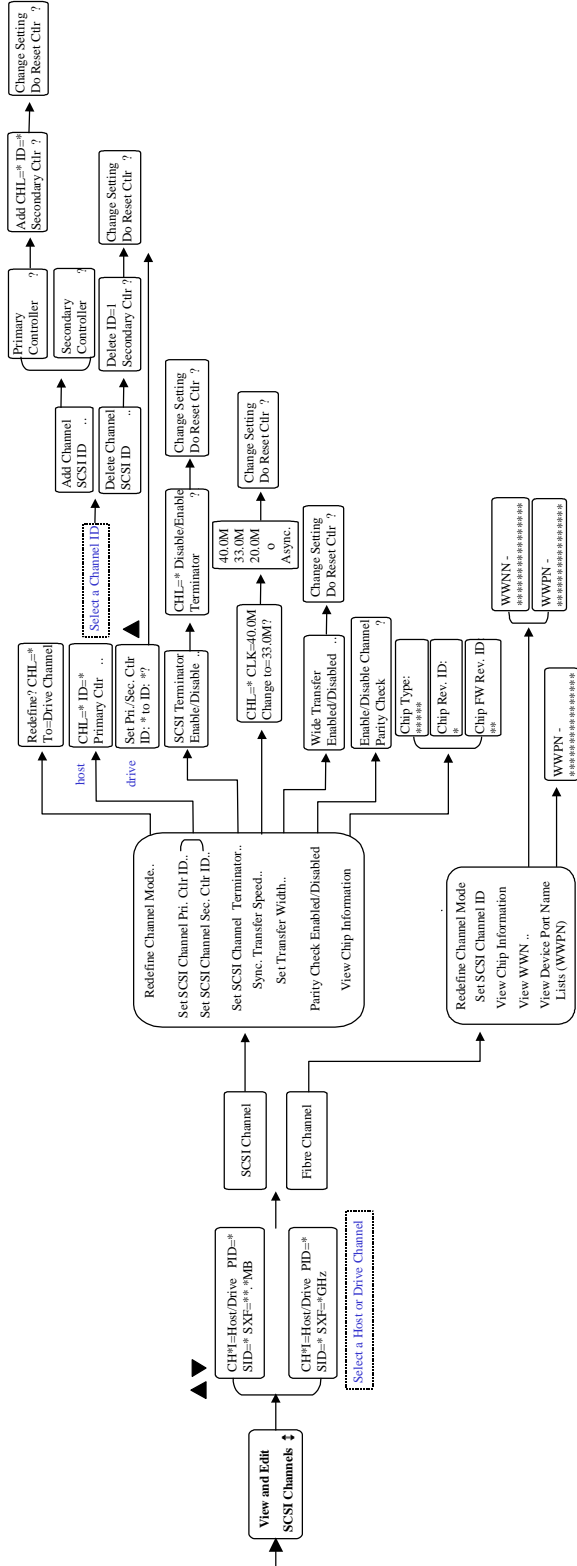 View and Edit
SCSI Channels
CH*I=Host/Drive PID=*
SID=* SXF=**.*MB
CH*I=Host/Drive PID=*
SID=* SXF=*GHz
Select a Host or Drive Channel
SCSI Channel
Fibre Channel
Redefine Channel Mode..
Set SCSI Channel Pri. Ctlr ID..
Set SCSI Channel Sec. Ctlr ID..
Set SCSI Channel Terminator..
Sync. Transfer Speed..
Set Transfer Width..
Parity Check Enabled/Disabled
View Chip Information
Redefine Channel Mode
Set SCSI Channel ID
View Chip Information
View WWN ..
View Device Port Name
Lists (WWPN)
Redefine? CHL=*
To=Drive Channel
host
CHL=* ID=*
Primary Ctlr ..
drive
Set Pri./Sec. Ctlr
ID: * to ID: *?
SCSI Terminator
Enable/Disable ..
CHL=* CLK=40.0M
Change to=33.0M?
Wide Transfer
Enabled/Disabled ..
Enable/Disable Channel
Parity Check ?
Chip Type:
*****
Chip Rev. ID:
*
Chip FW Rev. ID:
**
WWPN -
****************
Select a Channel ID
Add Channel
SCSI ID ..
Delete Channel
SCSI ID ..
CHL=* Disable/Enable
Terminator ?
40.0M
33.0M
20.0M
o
Async.
Change Setting
Do Reset Ctlr ?
WWNN -
****************
WWPN -
****************
Primary
Controller ?
Secondary
Controller ?
Delete ID=1
Secondary Ctlr ?
Change Setting
Do Reset Ctlr ?
Change Setting
Do Reset Ctlr ?
Add CHL=* ID=*
Secondary Ctlr ?
Change Setting
Do Reset Ctlr ?
Change Setting
Do Reset Ctlr ?